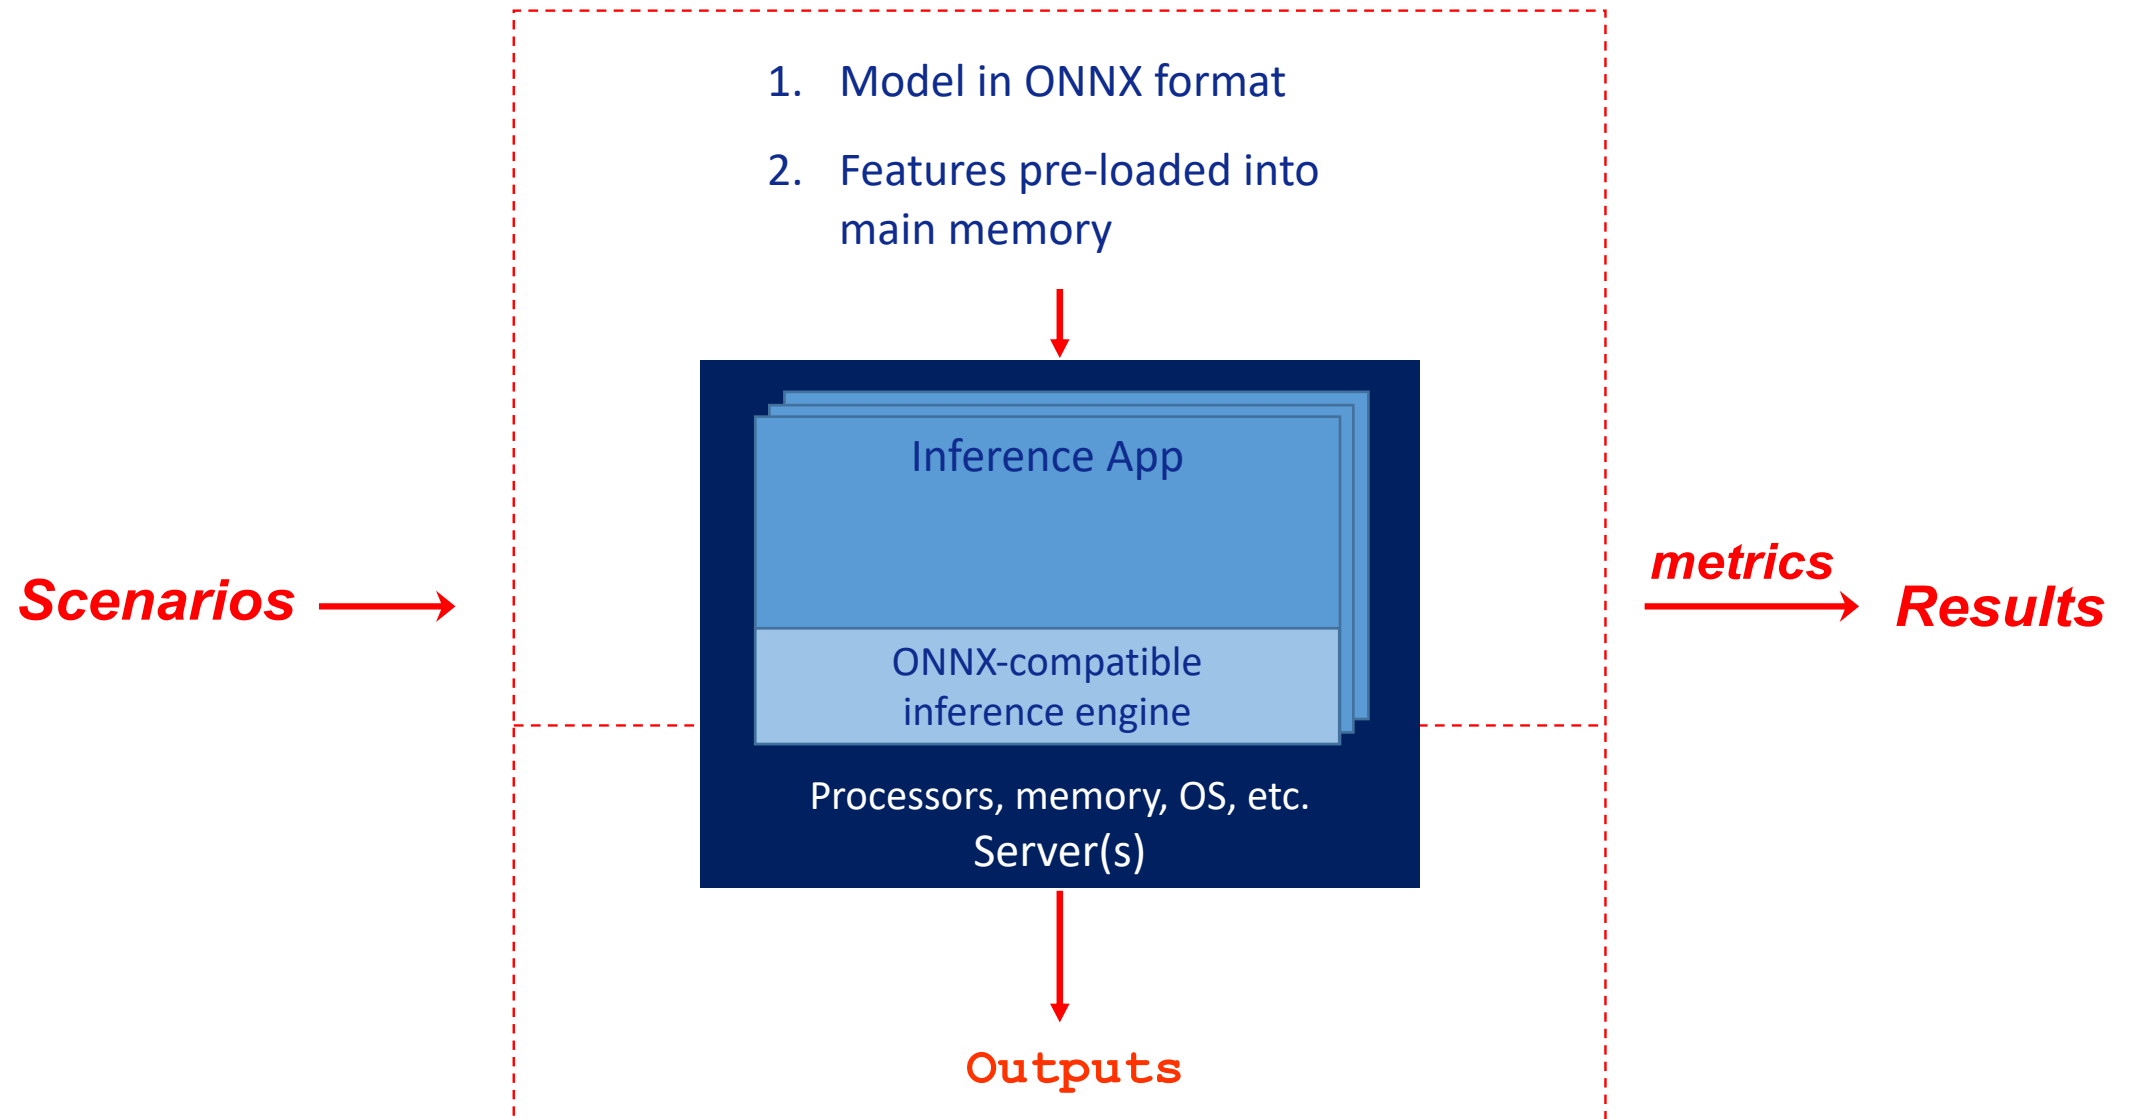 1. Model in ONNX format
2. Features pre-loaded into
main memory
Inference App
ONNX-compatible
inference engine
Processors, memory, OS, etc.
Server(s)
Scenarios
metrics
Results
Outputs